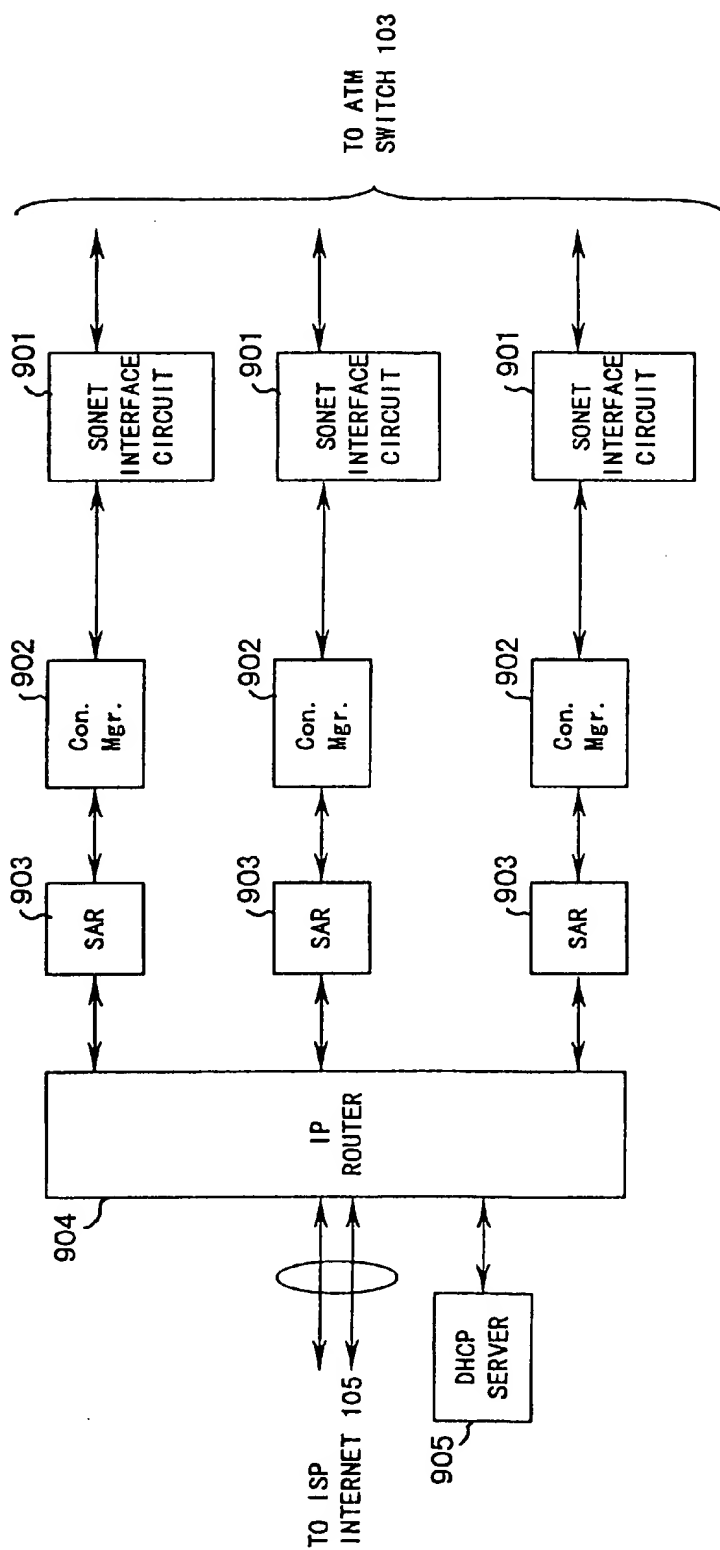 TO ATM
SWITCH 103
901
SONET
INTERFACE
CIRCUIT
901
SONET
INTERFACE
CIRCUIT
901
SONET
INTERFACE
CIRCUIT
902
Con.
Mgr.
902
Con.
Mgr.
902
Con.
Mgr.
903
SAR
903
SAR
903
SAR
IP
ROUTER
904
TO ISP
INTERNET 105
DHCP
SERVER
905